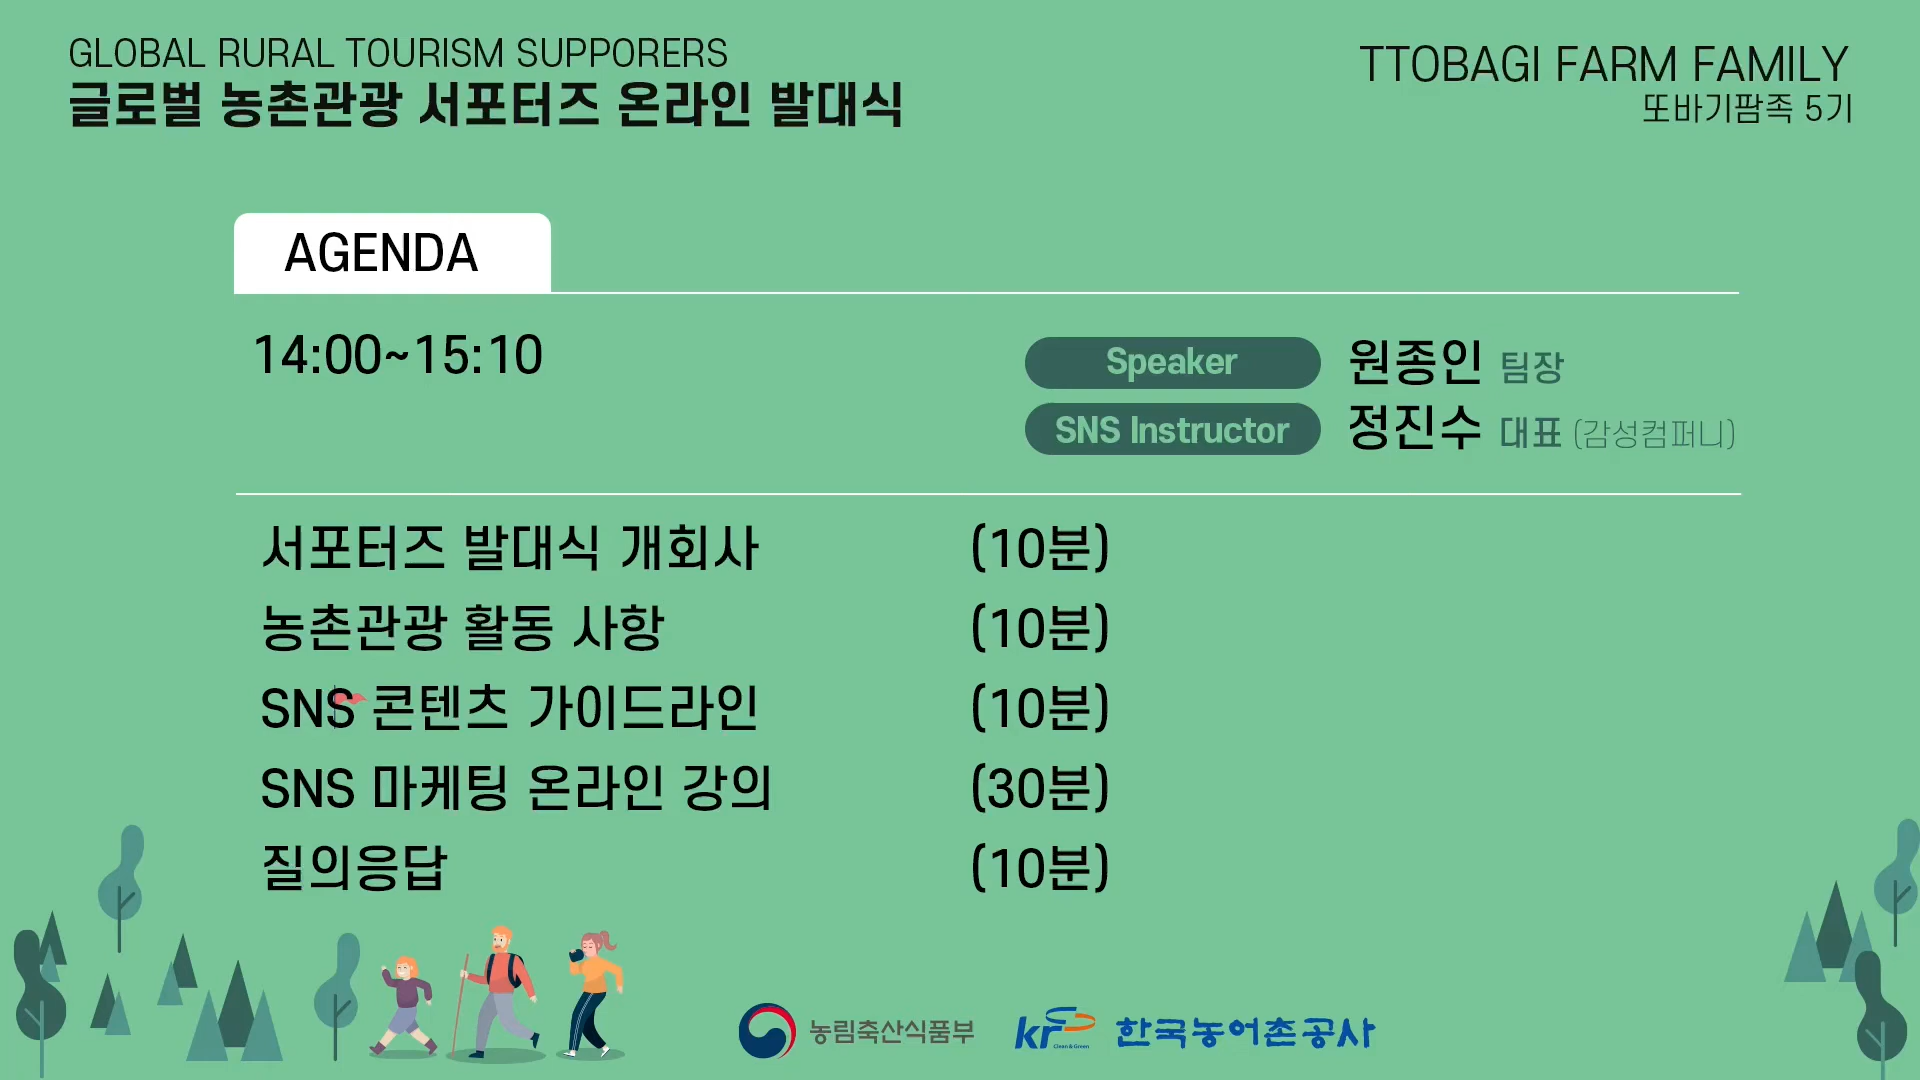 GLOBAL RURAL TOURISM SUPPORERS
글로벌 농촌관광 서포터즈 온라인 발대식
TTOBAGI FARM FAMILY
또바기팜족 5기
AGENDA
14:00~15:10
Speaker 원종인 팀장
SNS Instructor 정진수 대표 (감성컴퍼니)
서포터즈 발대식 개회사 (10분)
농촌관광 활동 사항 (10분)
SNS 콘텐츠 가이드라인 (10분)
SNS 마케팅 온라인 강의 (30분)
질의응답 (10분)
농림축산식품부
kr 한국농어촌공사
Clean & Green